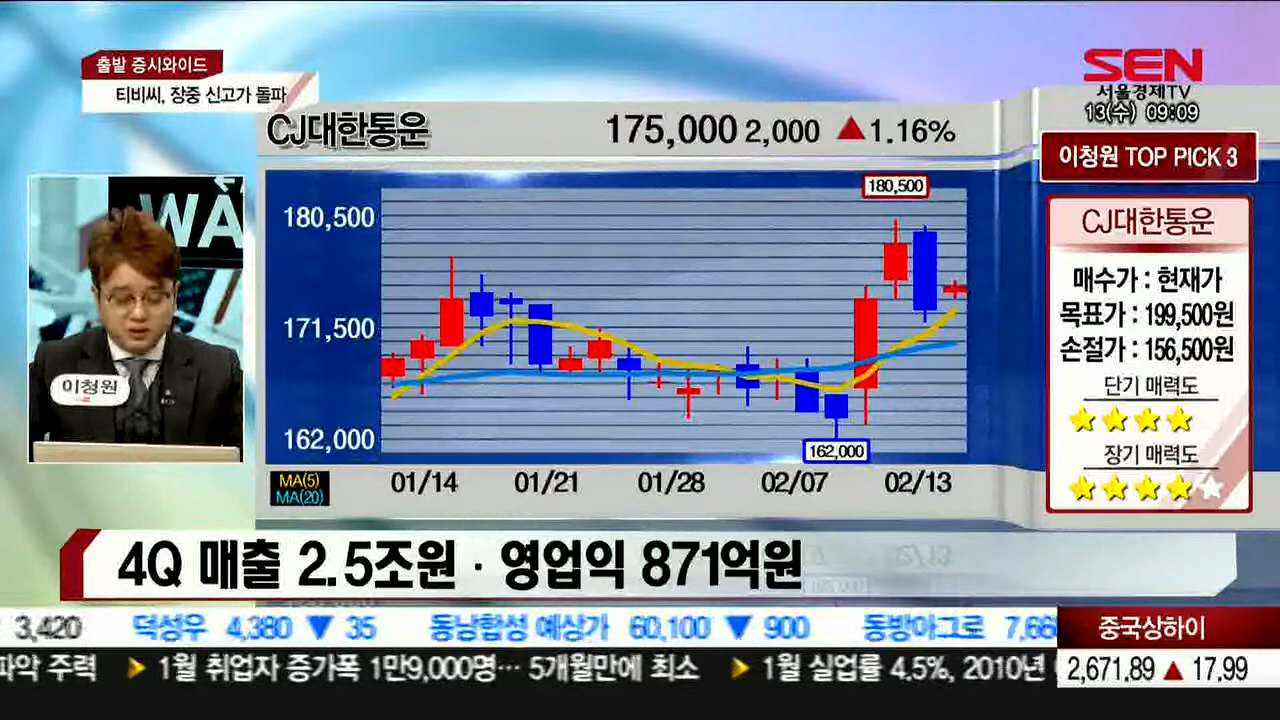 출발 증시와이드
티비씨, 장중 신고가 돌파
SEN
서울경제TV
13(수) 09:09
CJ대한통운 175,000 2,000 ▲1.16%
이청원 TOP PICK 3
180,500
180,500
171,500
162,000
162,000
MA(5)
MA(20)
01/14 01/21 01/28 02/07 02/13
이청원
CJ대한통운
매수가 : 현재가
목표가 : 199,500원
손절가 : 156,500원
단기 매력도
★★★★
장기 매력도
★★★★★
4Q 매출 2.5조원 · 영업익 871억원
3,420 덕성우 4,380 ▼ 35 동남합성 예상가 60,100 ▼ 900 동방아그로 7,66
중국상하이
파악 주력 ▶ 1월 취업자 증가폭 1만9,000명… 5개월만에 최소 ▶ 1월 실업률 4.5%, 2010년
2,671.89 ▲ 17.99